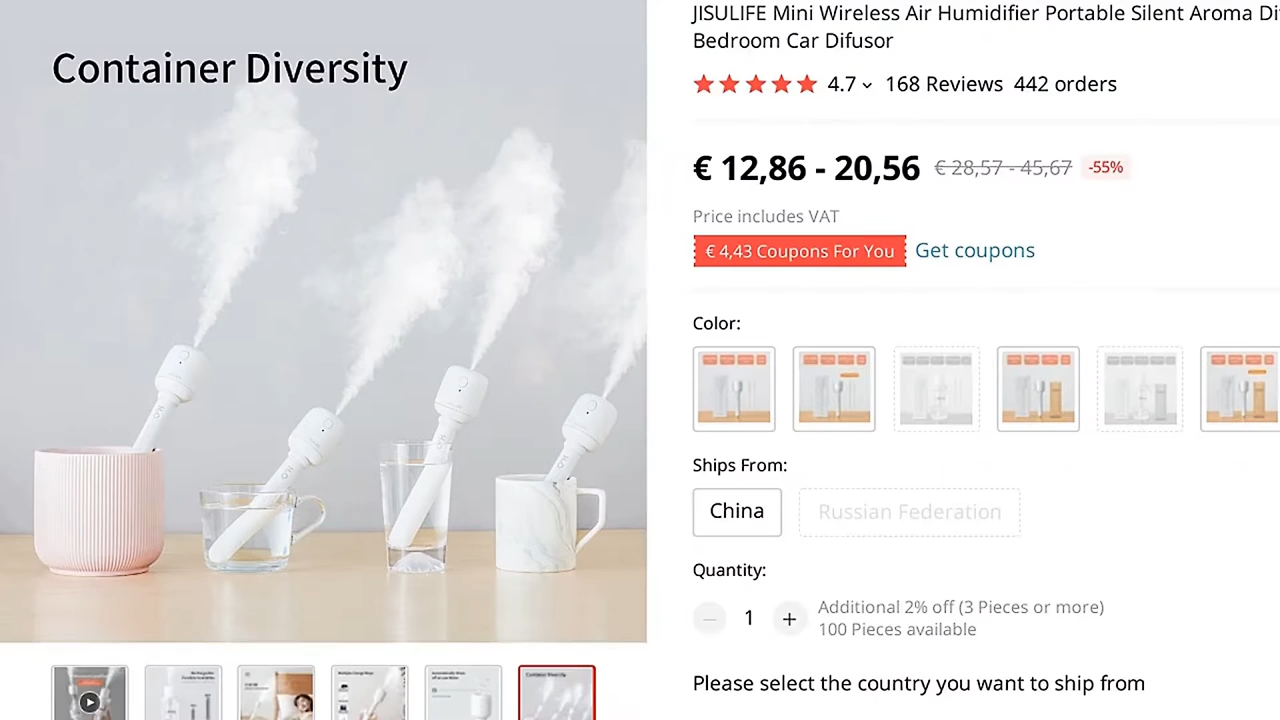 Container Diversity
JISULIFE Mini Wireless Air Humidifier Portable Silent Aroma
Bedroom Car Difusor
4.7 168 Reviews 442 orders
€ 12,86 - 20,56 € 28,57 - 45,67 -55%
Price includes VAT
€ 4,43 Coupons For You Get coupons
Color:
Ships From:
China Russian Federation
Quantity:
1 Additional 2% off (3 Pieces or more)
100 Pieces available
Please select the country you want to ship from
Container Diversity